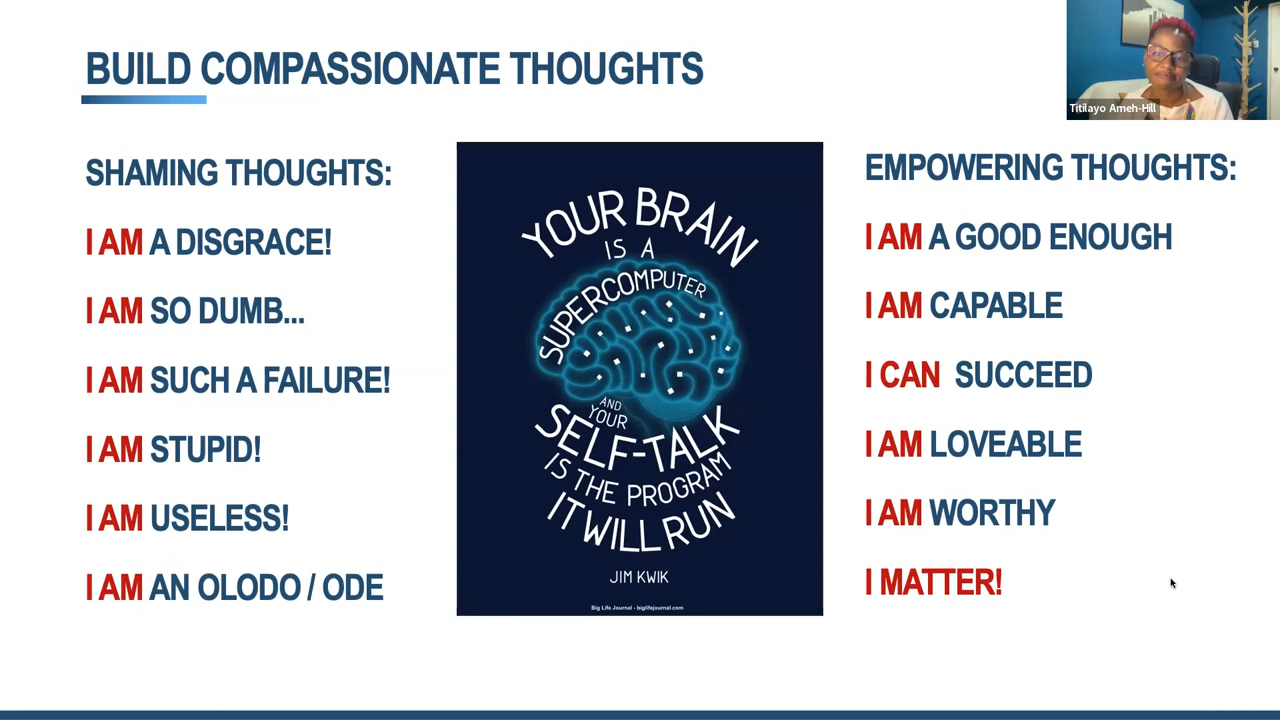 BUILD COMPASSIONATE THOUGHTS
Titilayo Ameh-Hill
SHAMING THOUGHTS:
I AM A DISGRACE!
I AM SO DUMB...
I AM SUCH A FAILURE!
I AM STUPID!
I AM USELESS!
I AM AN OLODO / ODE
YOUR BRAIN
IS A
SUPERCOMPUTER
AND
YOUR
SELF-TALK
IS THE PROGRAM
IT WILL RUN
JIM KWIK
Big Life Journal - biglifejournal.com
EMPOWERING THOUGHTS:
I AM A GOOD ENOUGH
I AM CAPABLE
I CAN SUCCEED
I AM LOVEABLE
I AM WORTHY
I MATTER!